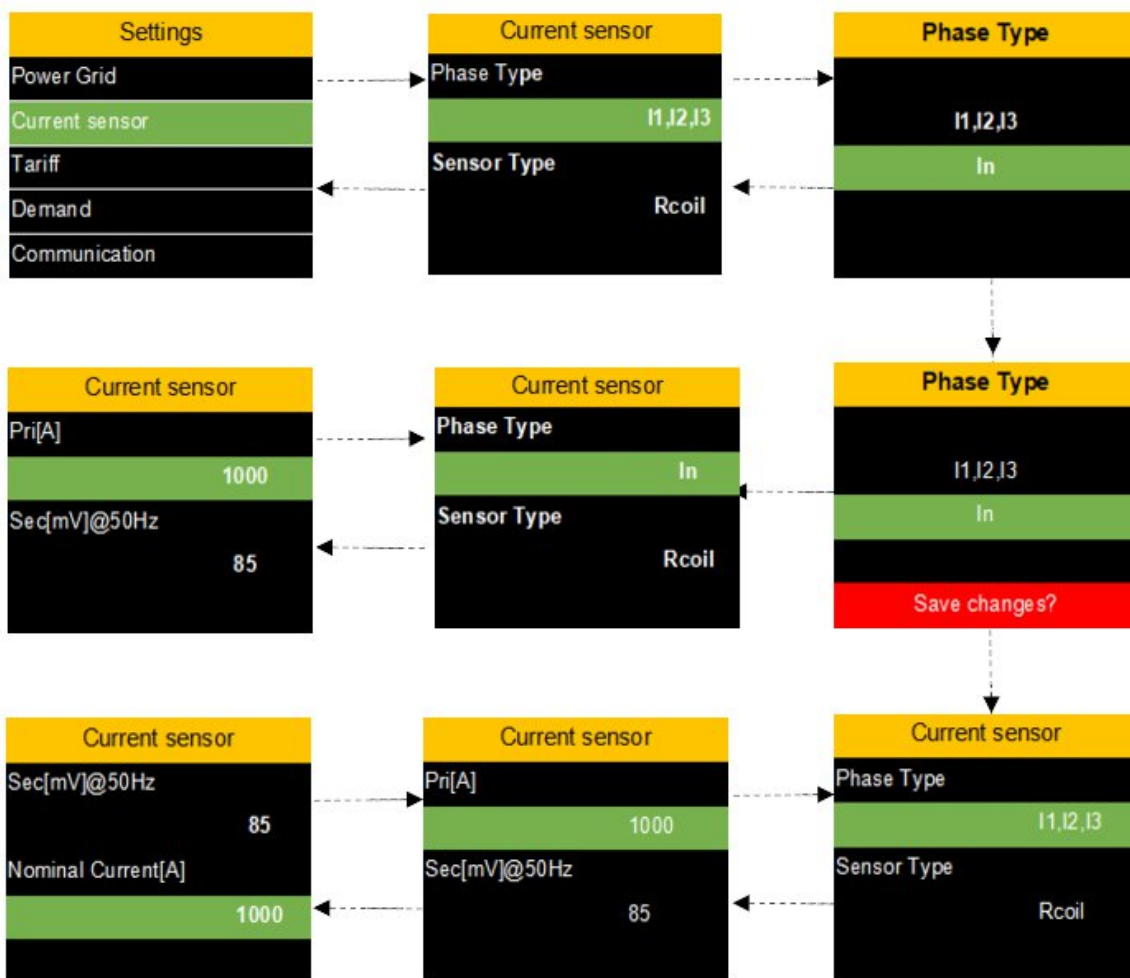 Settings
Power Grid
Current sensor
Tariff
Demand
Communication
Current sensor
Phase Type
I1,I2,I3
Sensor Type
Rcoil
Phase Type
I1,I2,I3
In
Current sensor
Pri[A]
1000
Sec[mV]@50Hz
85
Current sensor
Phase Type
In
Sensor Type
Rcoil
Phase Type
I1,I2,I3
In
Save changes?
Current sensor
Sec[mV]@50Hz
85
Nominal Current[A]
1000
Current sensor
Pri[A]
1000
Sec[mV]@50Hz
85
Current sensor
Phase Type
I1,I2,I3
Sensor Type
Rcoil